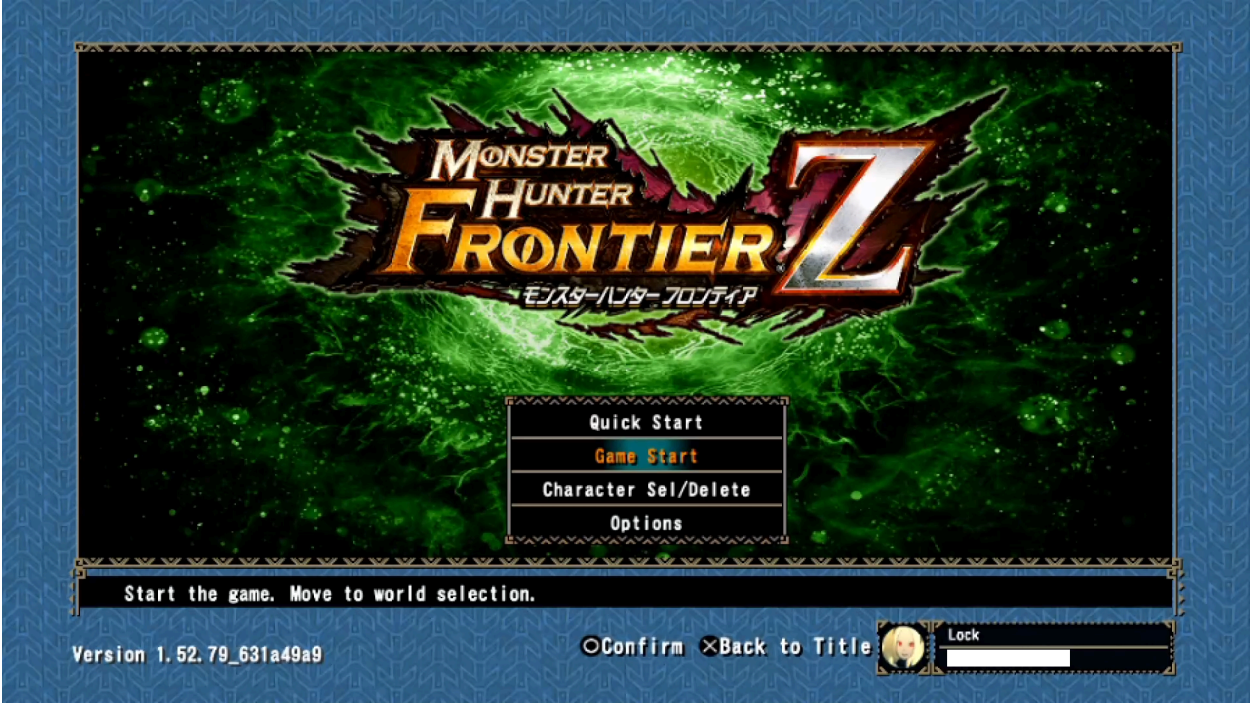 MONSTER
HUNTER
FRONTIER Z
モンスターハンター フロンティア
Quick Start
Game Start
Character Sel/Delete
Options
Start the game. Move to world selection.
Version 1.52.79_631a49a9
◯Confirm ⓧBack to Title
Lock